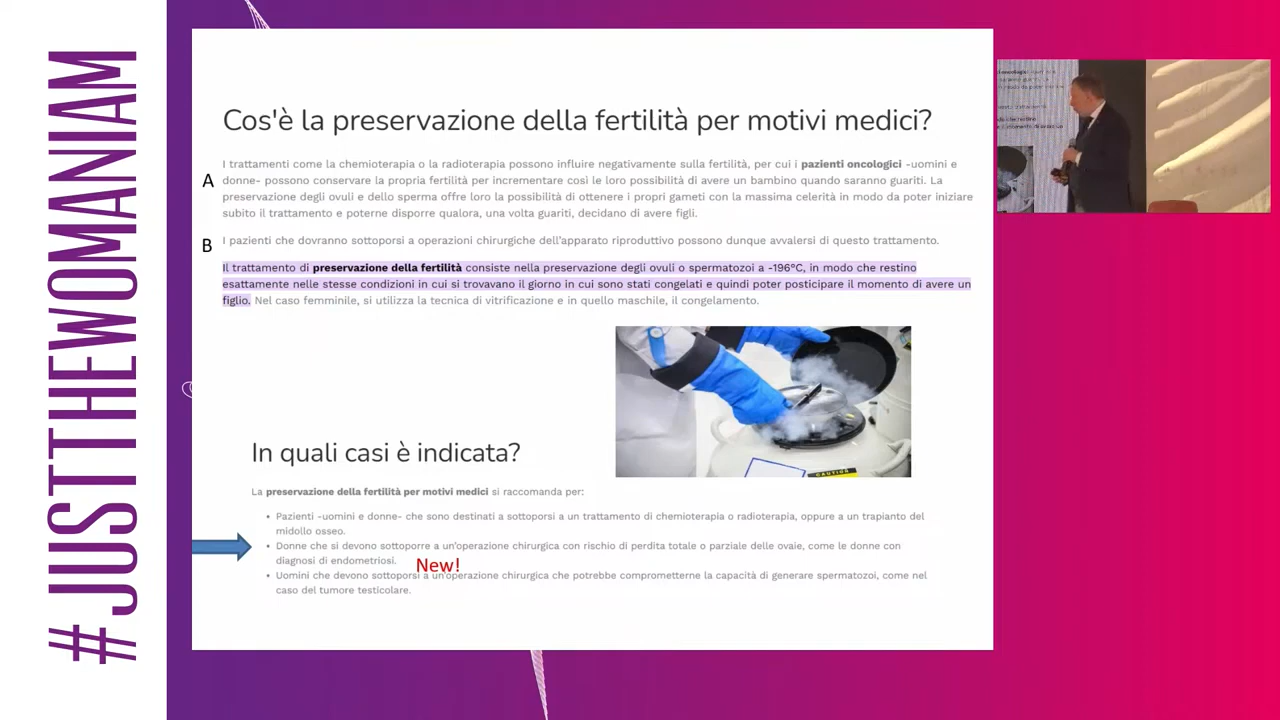 #JUSTTHEWOMANIAM
Cos'è la preservazione della fertilità per motivi medici?
A
I trattamenti come la chemioterapia o la radioterapia possono influire negativamente sulla fertilità, per cui i pazienti oncologici -uomini e
donne- possono conservare la propria fertilità per incrementare così le loro possibilità di avere un bambino quando saranno guariti. La
preservazione degli ovuli e dello sperma offre loro la possibilità di ottenere i propri gameti con la massima celerità in modo da poter iniziare
subito il trattamento e poterne disporre qualora, una volta guariti, decidano di avere figli.
B
I pazienti che dovranno sottoporsi a operazioni chirurgiche dell'apparato riproduttivo possono dunque avvalersi di questo trattamento.
Il trattamento di preservazione della fertilità consiste nella preservazione degli ovuli o spermatozoi a -196°C, in modo che restino
esattamente nelle stesse condizioni in cui si trovavano il giorno in cui sono stati congelati e quindi poter posticipare il momento di avere un
figlio. Nel caso femminile, si utilizza la tecnica di vitrificazione e in quello maschile, il congelamento.
CAUTION
In quali casi è indicata?
La preservazione della fertilità per motivi medici si raccomanda per:
• Pazienti -uomini e donne- che sono destinati a sottoporsi a un trattamento di chemioterapia o radioterapia, oppure a un trapianto del
midollo osseo.
• Donne che si devono sottoporre a un'operazione chirurgica con rischio di perdita totale o parziale delle ovaie, come le donne con
diagnosi di endometriosi.
New!
• Uomini che devono sottoporsi a un'operazione chirurgica che potrebbe comprometterne la capacità di generare spermatozoi, come nel
caso del tumore testicolare.